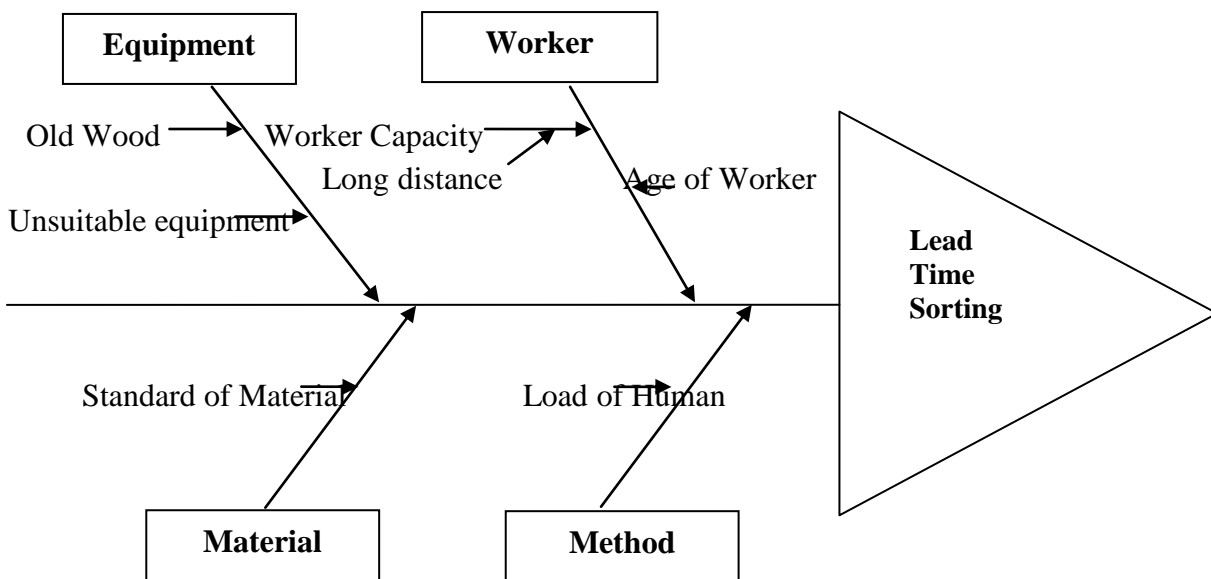 Equipment
Worker
Old Wood
Worker Capacity
Long distance
Age of Worker
Unsuitable equipment
Lead
Time
Sorting
Standard of Material
Load of Human
Material
Method